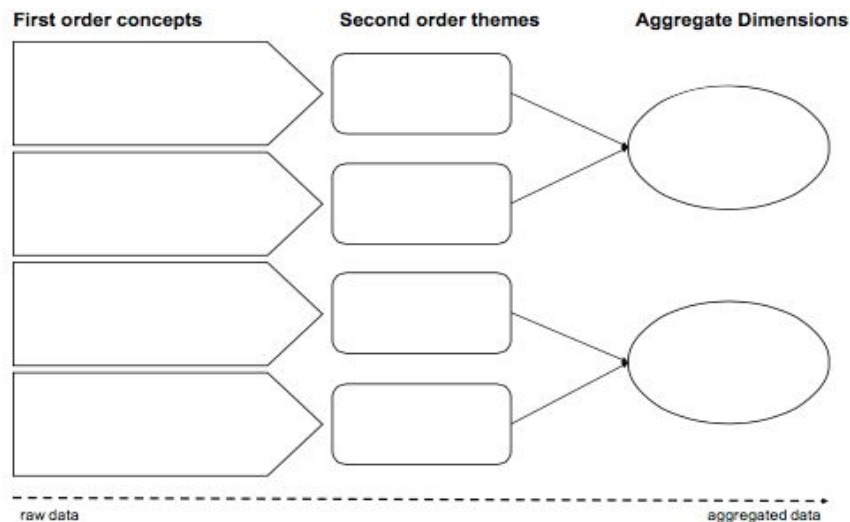 First order concepts
Second order themes
Aggregate Dimensions
raw data
aggregated data